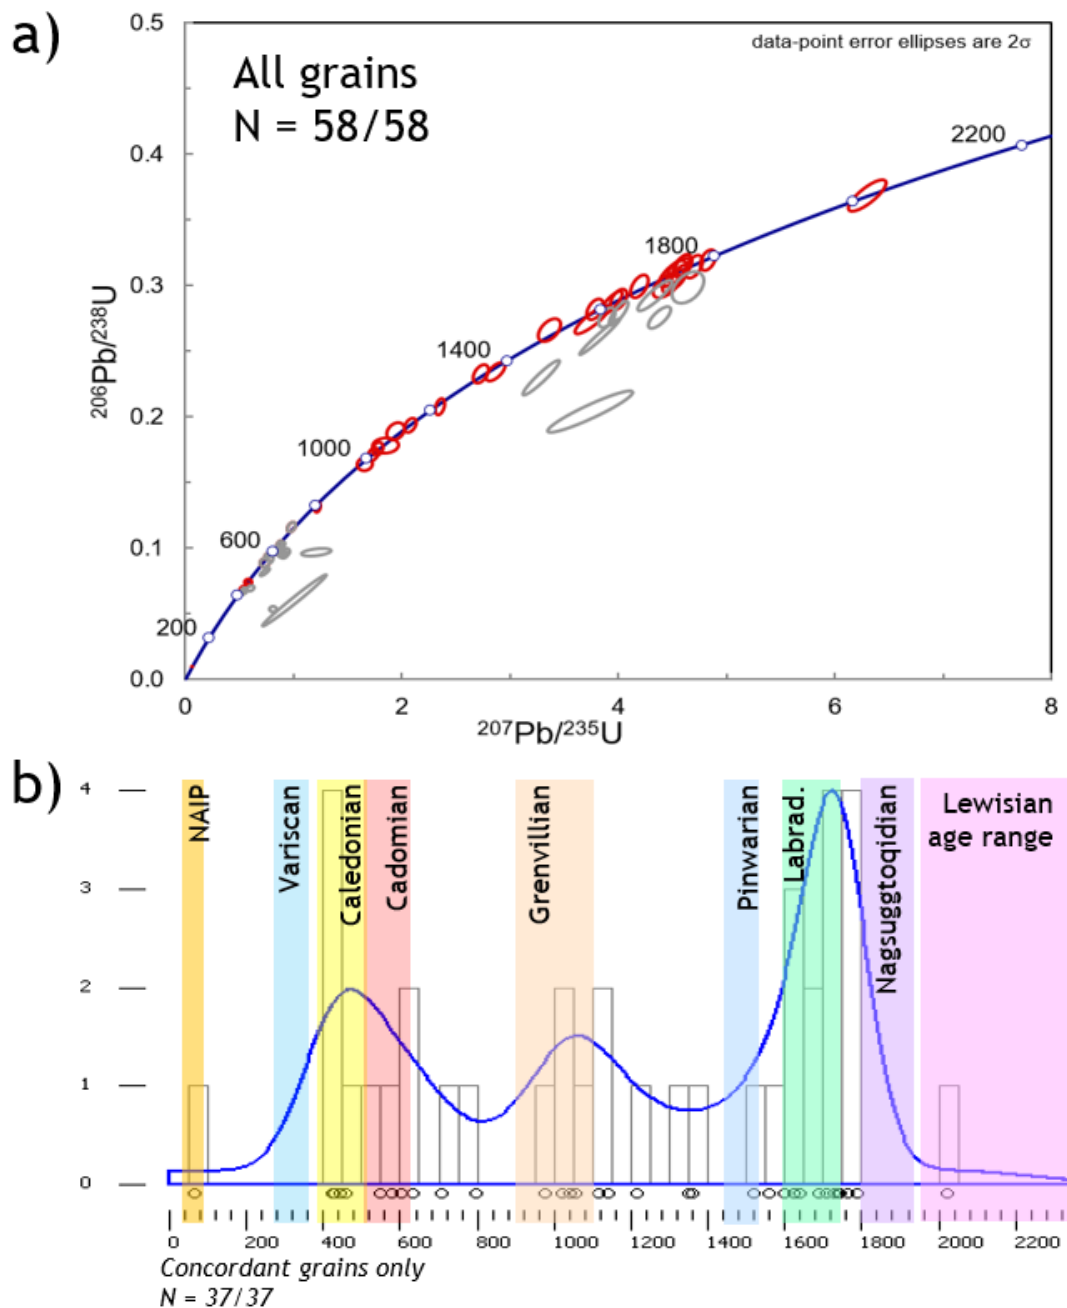 a)
0.5
data-point error ellipses are 2σ
All grains
N = 58/58
2200
0.4
1800
0.3
1400
0.2
1000
600
0.1
200
0.0
0
2
4
6
8
206Pb/238U
207Pb/235U
b)
4
3
2
1
0
NAIP
Variscan
Caledonian
Cadomian
Grenvillian
Pinwarian
Labrad.
Nagsuggtoqidian
Lewisian
age range
0 200 400 600 800 1000 1200 1400 1600 1800 2000 2200
Concordant grains only
N = 37/37